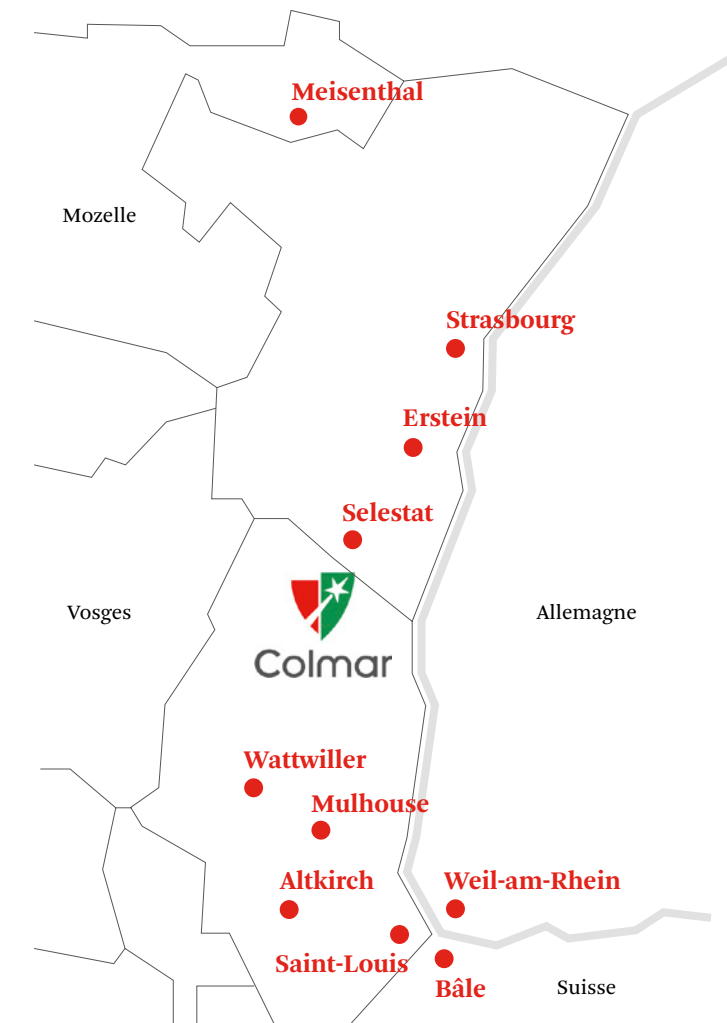 Meisenthal
Mozelle
Strasbourg
Erstein
Selestat
Vosges
Allemagne
Colmar
Wattwiller
Mulhouse
Altkirch
Weil-am-Rhein
Saint-Louis
Bâle
Suisse